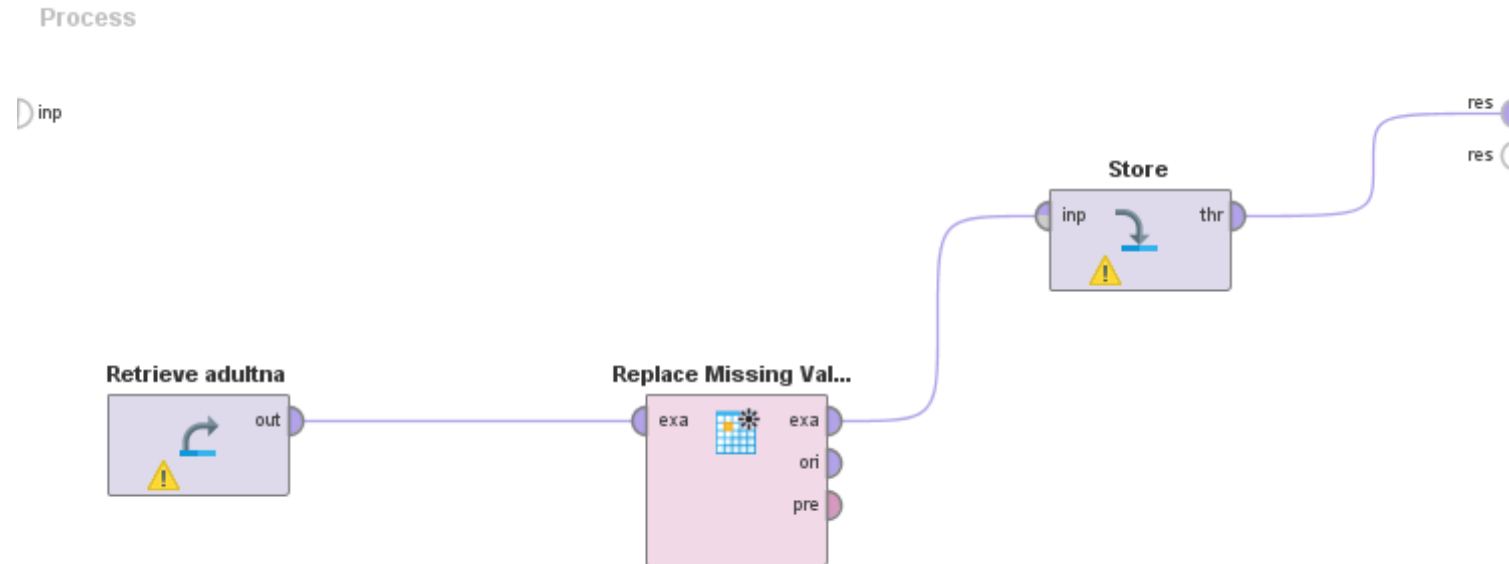 Process
inp
res
res
Store
inp
thr
Retrieve adultna
out
Replace Missing Val...
exa
exa
ori
pre